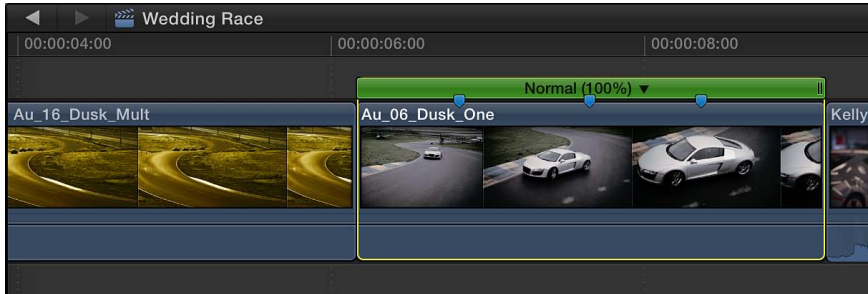 Wedding Race
00:00:04:00
00:00:06:00
00:00:08:00
Normal (100%)
Au_16_Dusk_Mult
Au_06_Dusk_One
Kelly